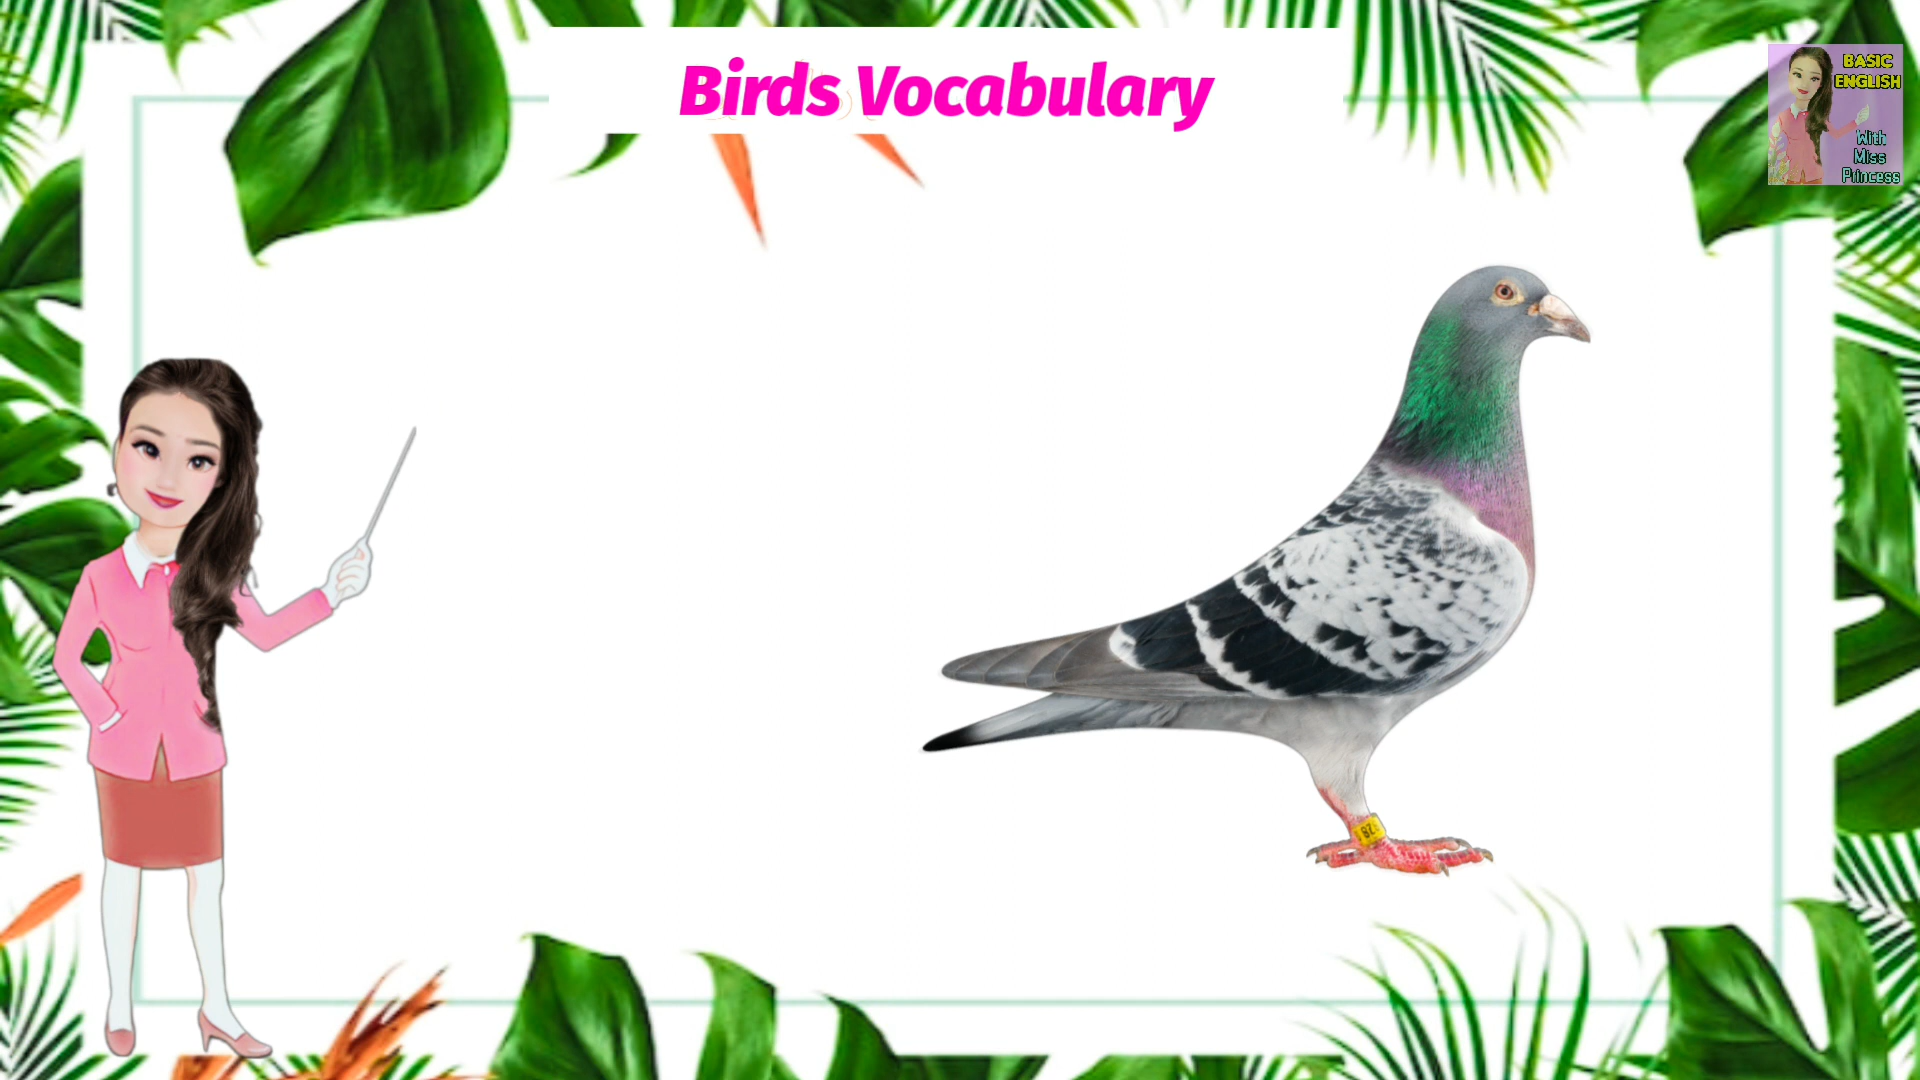 Birds Vocabulary
BASIC
ENGLISH
With
Miss
Princess